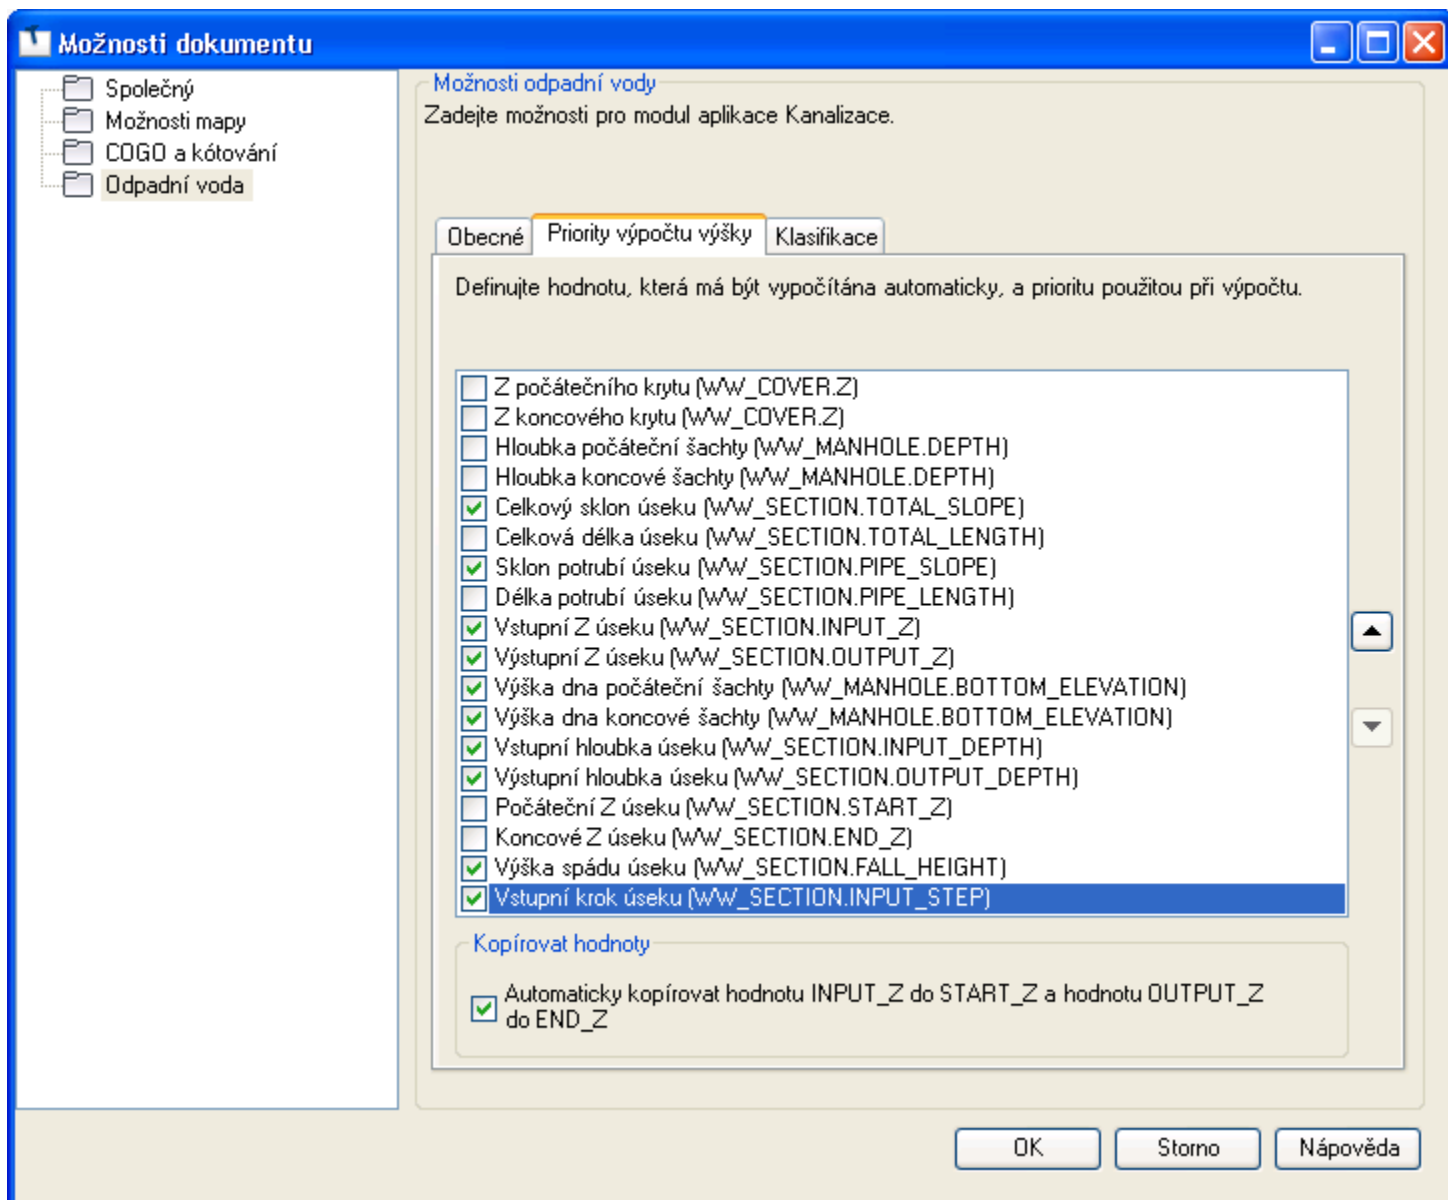 Možnosti dokumentu
Společný
Možnosti mapy
COGO a kótování
Odpadní voda
Možnosti odpadní vody
Zadejte možnosti pro modul aplikace Kanalizace.
Obecné
Priority výpočtu výšky
Klasifikace
Definujte hodnotu, která má být vypočítána automaticky, a prioritu použitou při výpočtu.
Z počátečního krytu (WW_COVER.Z)
Z koncového krytu (WW_COVER.Z)
Hloubka počáteční šachty (WW_MANHOLE.DEPTH)
Hloubka koncové šachty (WW_MANHOLE.DEPTH)
Celkový sklon úseku (WW_SECTION.TOTAL_SLOPE)
Celková délka úseku (WW_SECTION.TOTAL_LENGTH)
Sklon potrubí úseku (WW_SECTION.PIPE_SLOPE)
Délka potrubí úseku (WW_SECTION.PIPE_LENGTH)
Vstupní Z úseku (WW_SECTION.INPUT_Z)
Výstupní Z úseku (WW_SECTION.OUTPUT_Z)
Výška dna počáteční šachty (WW_MANHOLE.BOTTOM_ELEVATION)
Výška dna koncové šachty (WW_MANHOLE.BOTTOM_ELEVATION)
Vstupní hloubka úseku (WW_SECTION.INPUT_DEPTH)
Výstupní hloubka úseku (WW_SECTION.OUTPUT_DEPTH)
Počáteční Z úseku (WW_SECTION.START_Z)
Koncové Z úseku (WW_SECTION.END_Z)
Výška spádu úseku (WW_SECTION.FALL_HEIGHT)
Vstupní krok úseku (WW_SECTION.INPUT_STEP)
Kopírovat hodnoty
Automaticky kopírovat hodnotu INPUT_Z do START_Z a hodnotu OUTPUT_Z
do END_Z
OK
Storno
Nápověda